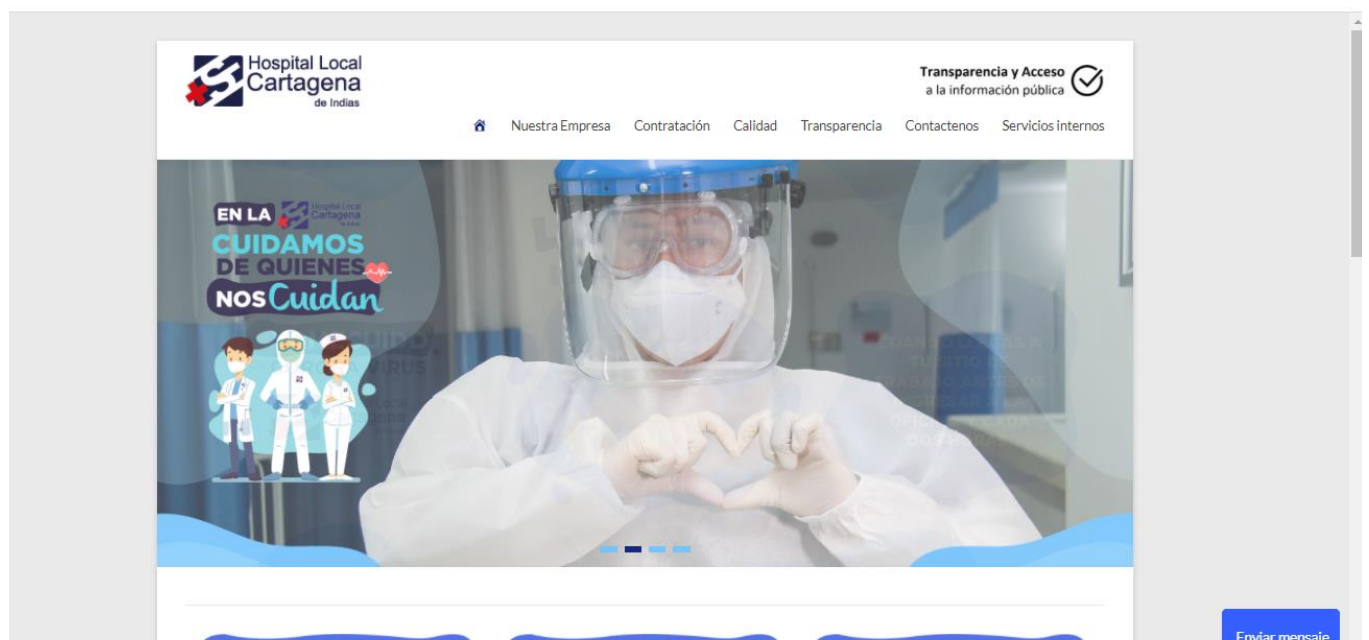 Hospital Local
Cartagena
de Indias
Transparencia y Acceso
a la información pública
Nuestra Empresa Contratación Calidad Transparencia Contactenos Servicios internos
EN LA Hospital Local
Cartagena
CUIDAMOS
DE QUIENES
NOS Cuidan
Enviar mensaje